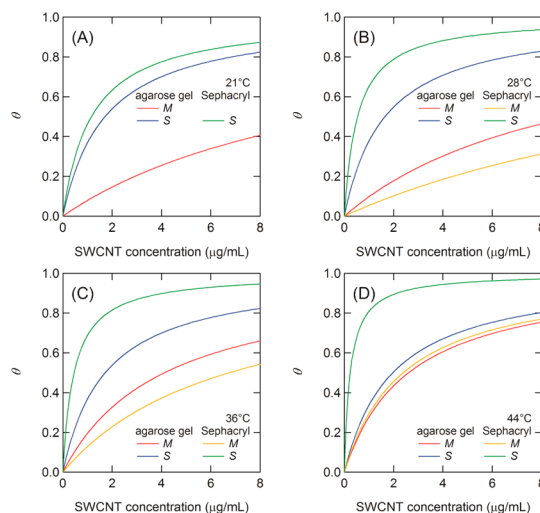 (A)
21°C
agarose gel Sephacryl
M
S S
1.0
0.8
0.6
0.4
0.2
0.0
θ
0 2 4 6 8
SWCNT concentration (μg/mL)
(B)
28°C
agarose gel Sephacryl
M M
S S
1.0
0.8
0.6
0.4
0.2
0.0
θ
0 2 4 6 8
SWCNT concentration (μg/mL)
(C)
36°C
agarose gel Sephacryl
M M
S S
1.0
0.8
0.6
0.4
0.2
0.0
θ
0 2 4 6 8
SWCNT concentration (μg/mL)
(D)
44°C
agarose gel Sephacryl
M M
S S
1.0
0.8
0.6
0.4
0.2
0.0
θ
0 2 4 6 8
SWCNT concentration (μg/mL)